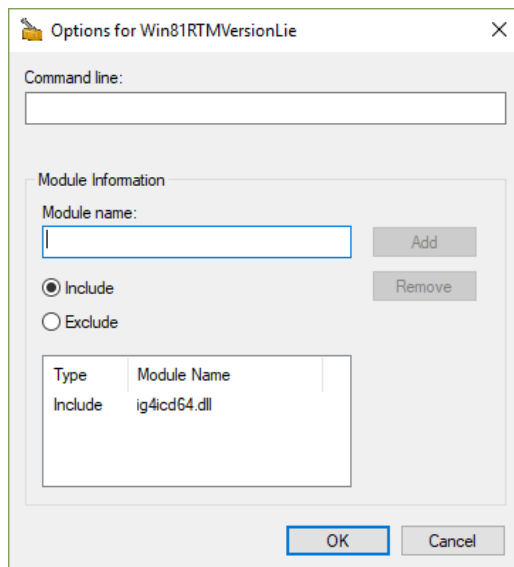 Options for Win81RTMVersionLie
Command line:
Module Information
Module name:
Add
Include
Remove
Exclude
Type Module Name
Include ig4icd64.dll
OK Cancel